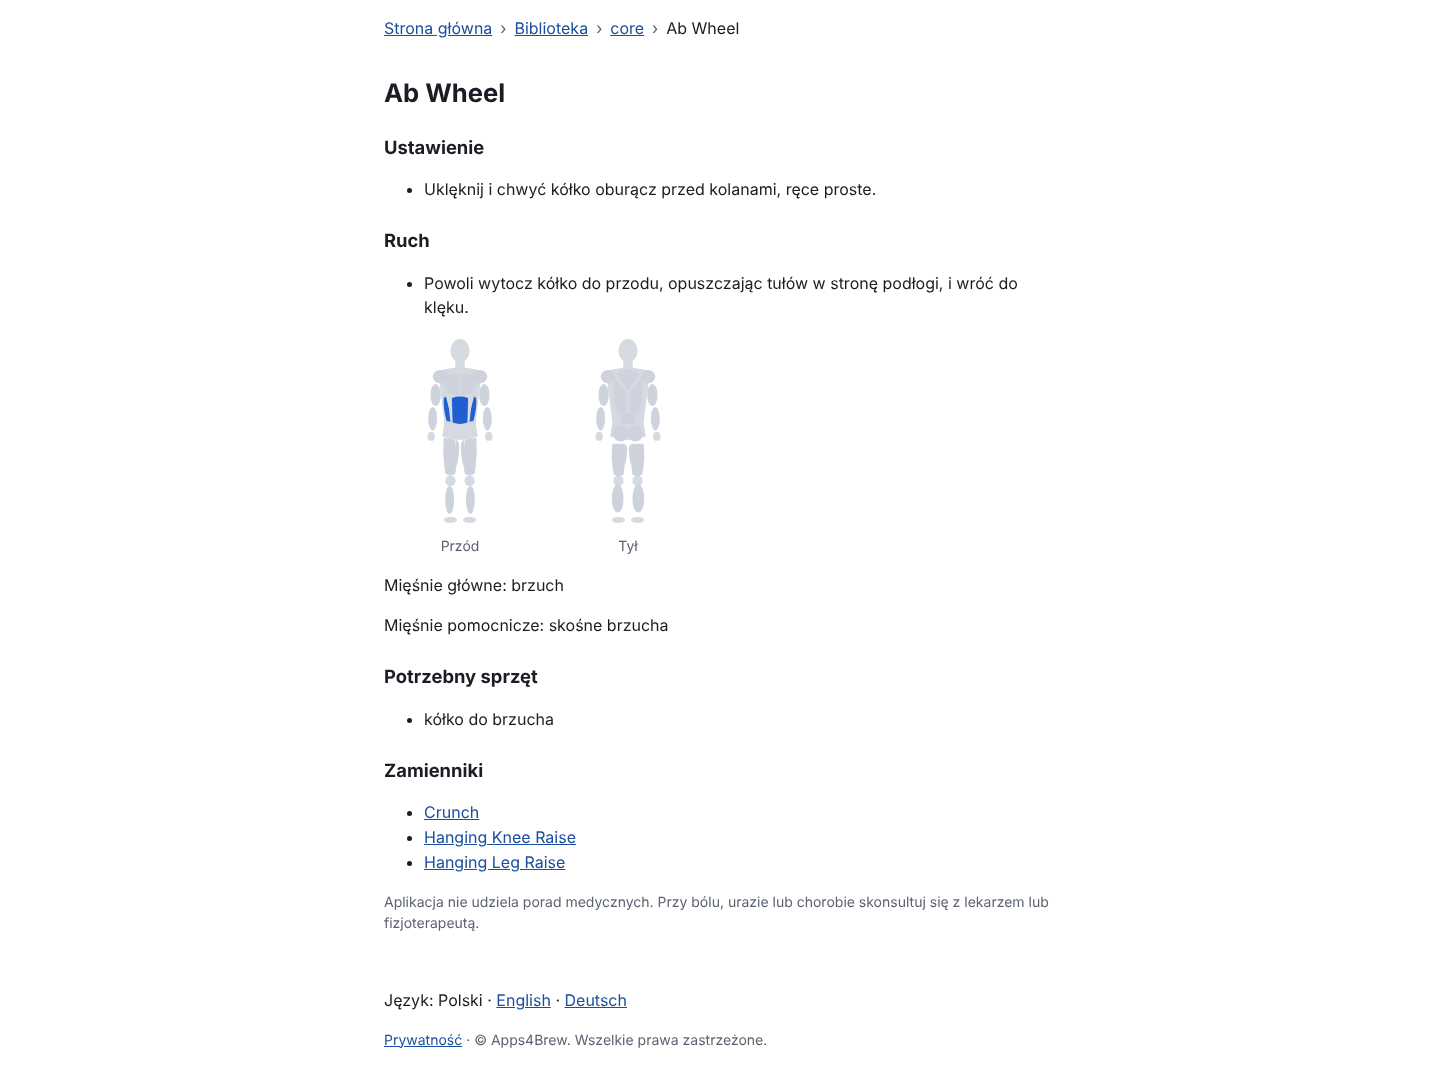 Strona główna › Biblioteka › core › Ab Wheel
Ab Wheel
Ustawienie
• Uklęknij i chwyć kółko oburącz przed kolanami, ręce proste.
Ruch
• Powoli wytocz kółko do przodu, opuszczając tułów w stronę podłogi, i wróć do
klęku.
Przód Tył
Mięśnie główne: brzuch
Mięśnie pomocnicze: skośne brzucha
Potrzebny sprzęt
• kółko do brzucha
Zamienniki
• Crunch
• Hanging Knee Raise
• Hanging Leg Raise
Aplikacja nie udziela porad medycznych. Przy bólu, urazie lub chorobie skonsultuj się z lekarzem lub
fizjoterapeutą.
Język: Polski · English · Deutsch
Prywatność · © Apps4Brew. Wszelkie prawa zastrzeżone.